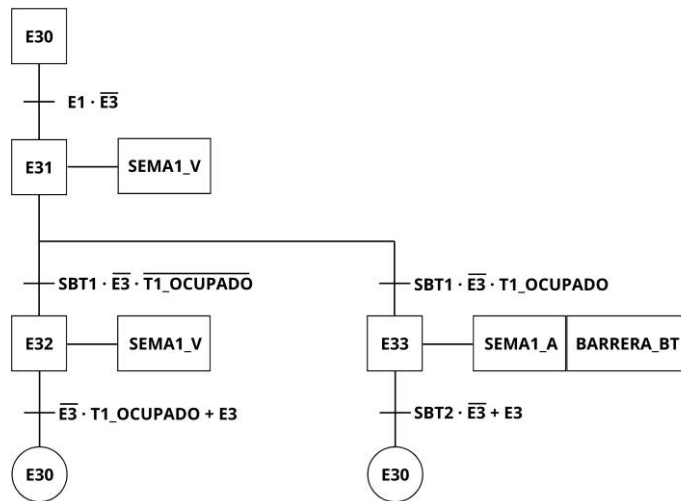 E30
E1 · E̅3̅
E31 SEMA1_V
SBT1 · E̅3̅ · T̅1̅_̅O̅C̅U̅P̅A̅D̅O̅ SBT1 · E̅3̅ · T1_OCUPADO
E32 SEMA1_V E33 SEMA1_A BARRERA_BT
E̅3̅ · T1_OCUPADO + E3 SBT2 · E̅3̅ + E3
E30 E30